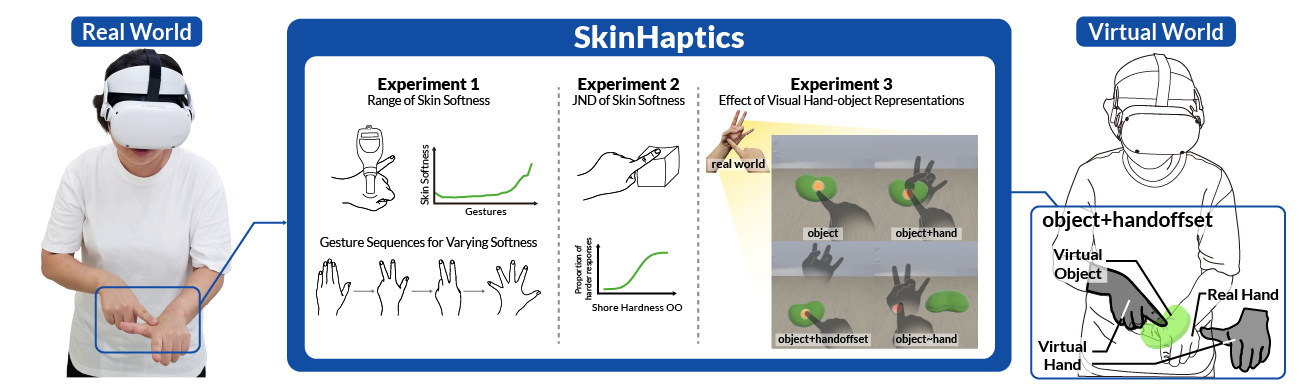 Real World
SkinHaptics
Virtual World
Experiment 1
Range of Skin Softness
Skin Softness
Gestures
Gesture Sequences for Varying Softness
Experiment 2
JND of Skin Softness
Proportion of
harder responses
Shore Hardness OO
Experiment 3
Effect of Visual Hand-object Representations
real world
object
object+hand
object+handoffset
object~hand
object+handoffset
Virtual
Object
Real Hand
Virtual
Hand